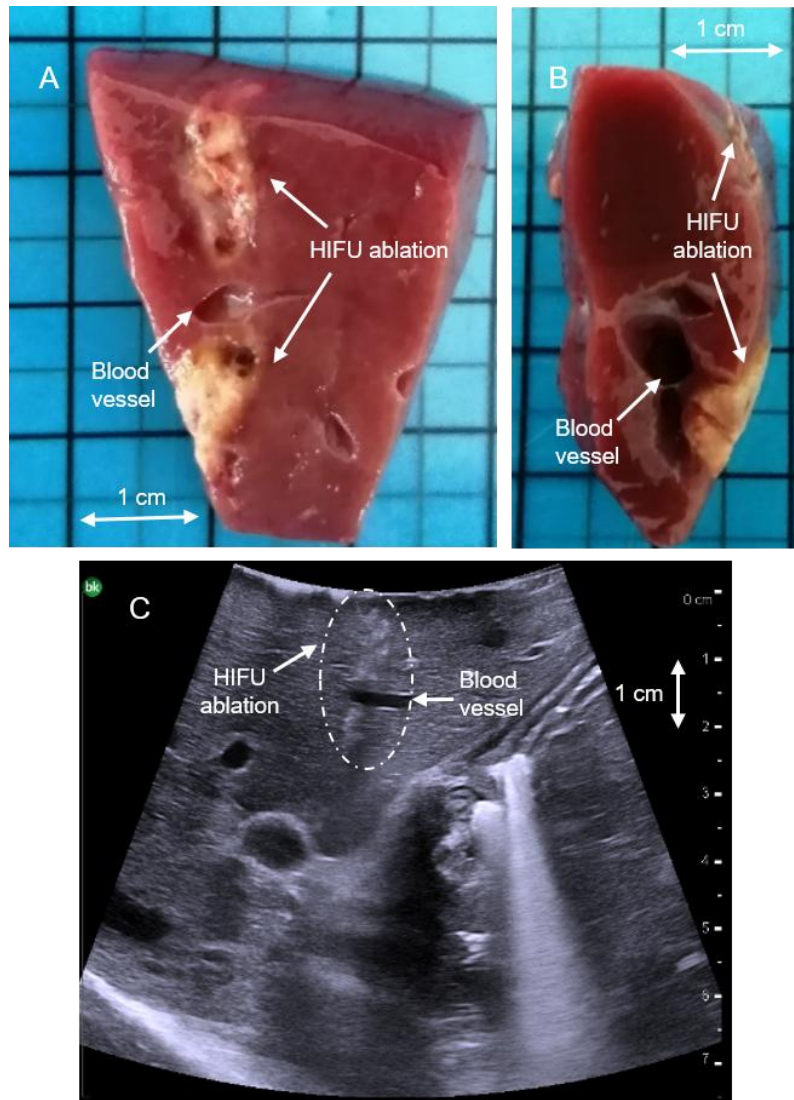 A
HIFU ablation
Blood
vessel
1 cm
B
1 cm
HIFU
ablation
Blood
vessel
bk
C
HIFU
ablation
Blood
vessel
0 cm
1
1 cm
2
3
4
5
6
7